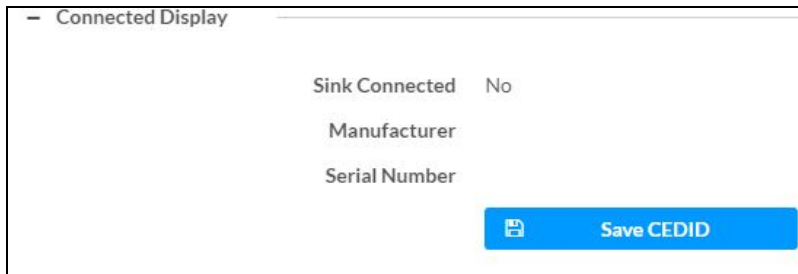 – Connected Display
Sink Connected No
Manufacturer
Serial Number
Save CEDID